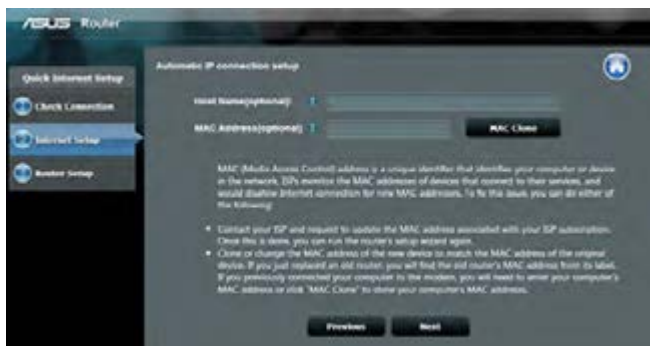 ASUS Router
Quick Internet Setup
Check Connection
Internet Setup
Router Setup
Automatic IP connection setup
Host Name(optional):
MAC Address(optional)
MAC Clone
MAC (Media Access Control) address is a unique identifier that identifies your computer or device
in the network. ISPs monitor the MAC addresses of devices that connect to their services, and
would disallow Internet connection for new MAC addresses. To fix this issue, you can do either of
the following:
• Contact your ISP and request to update the MAC address associated with your ISP subscription.
Once this is done, you can run the router's setup wizard again.
• Clone or change the MAC address of the new device to match the MAC address of the original
device. If you just replaced an old router, you will find the old router's MAC address from its label.
If you previously connected your computer to the modem, you will need to enter your computer's
MAC address or click "MAC Clone" to clone your computer's MAC address.
Previous
Next